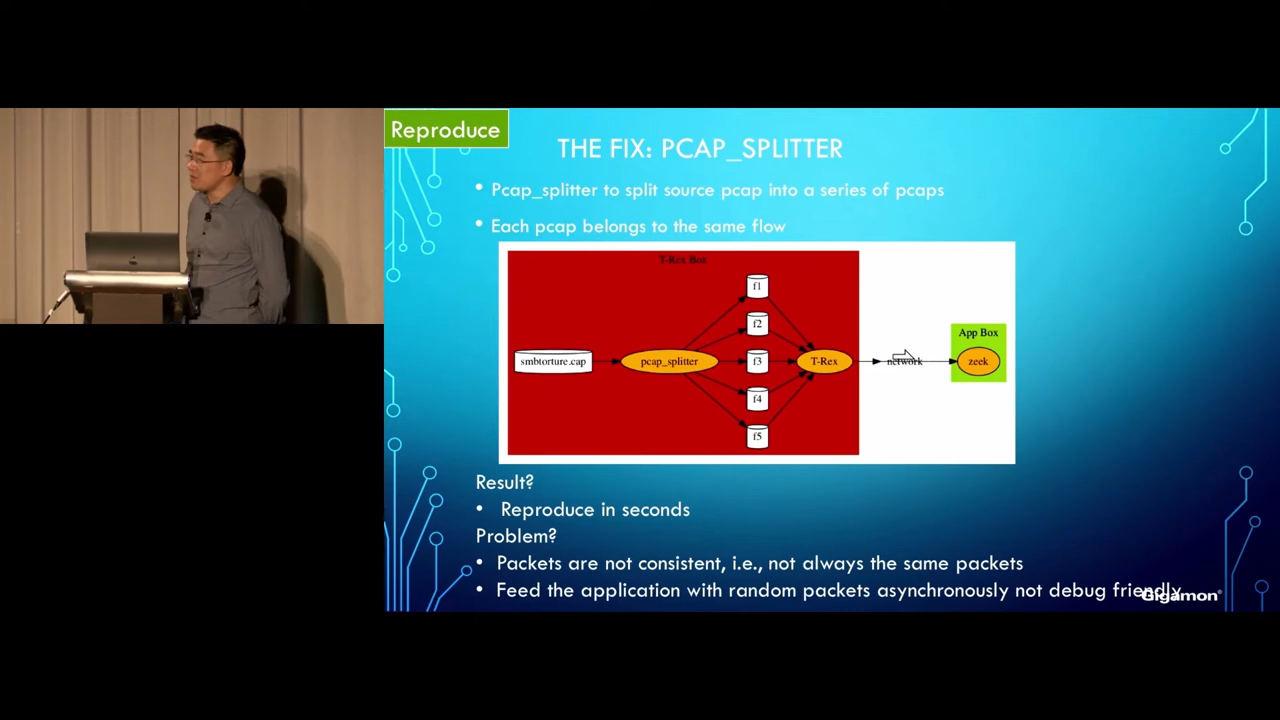 Reproduce
THE FIX: PCAP_SPLITTER
• Pcap_splitter to split source pcap into a series of pcaps
• Each pcap belongs to the same flow
T-Rex Box
f1
f2
App Box
smbtorture.cap
pcap_splitter
f3
T-Rex
network
zeek
f4
f5
Result?
• Reproduce in seconds
Problem?
• Packets are not consistent, i.e., not always the same packets
• Feed the application with random packets asynchronously not debug friendly
Gigamon